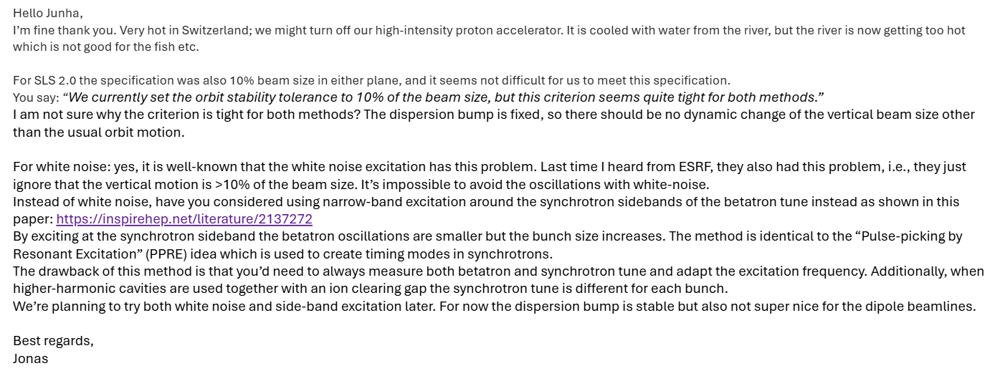 Hello Junha,
I'm fine thank you. Very hot in Switzerland; we might turn off our high-intensity proton accelerator. It is cooled with water from the river, but the river is now getting too hot
which is not good for the fish etc.
For SLS 2.0 the specification was also 10% beam size in either plane, and it seems not difficult for us to meet this specification.
You say: “We currently set the orbit stability tolerance to 10% of the beam size, but this criterion seems quite tight for both methods.”
I am not sure why the criterion is tight for both methods? The dispersion bump is fixed, so there should be no dynamic change of the vertical beam size other
than the usual orbit motion.
For white noise: yes, it is well-known that the white noise excitation has this problem. Last time I heard from ESRF, they also had this problem, i.e., they just
ignore that the vertical motion is >10% of the beam size. It's impossible to avoid the oscillations with white-noise.
Instead of white noise, have you considered using narrow-band excitation around the synchrotron sidebands of the betatron tune instead as shown in this
paper: https://inspirehep.net/literature/2137272
By exciting at the synchrotron sideband the betatron oscillations are smaller but the bunch size increases. The method is identical to the “Pulse-picking by
Resonant Excitation” (PPRE) idea which is used to create timing modes in synchrotrons.
The drawback of this method is that you'd need to always measure both betatron and synchrotron tune and adapt the excitation frequency. Additionally, when
higher-harmonic cavities are used together with an ion clearing gap the synchrotron tune is different for each bunch.
We're planning to try both white noise and side-band excitation later. For now the dispersion bump is stable but also not super nice for the dipole beamlines.
Best regards,
Jonas